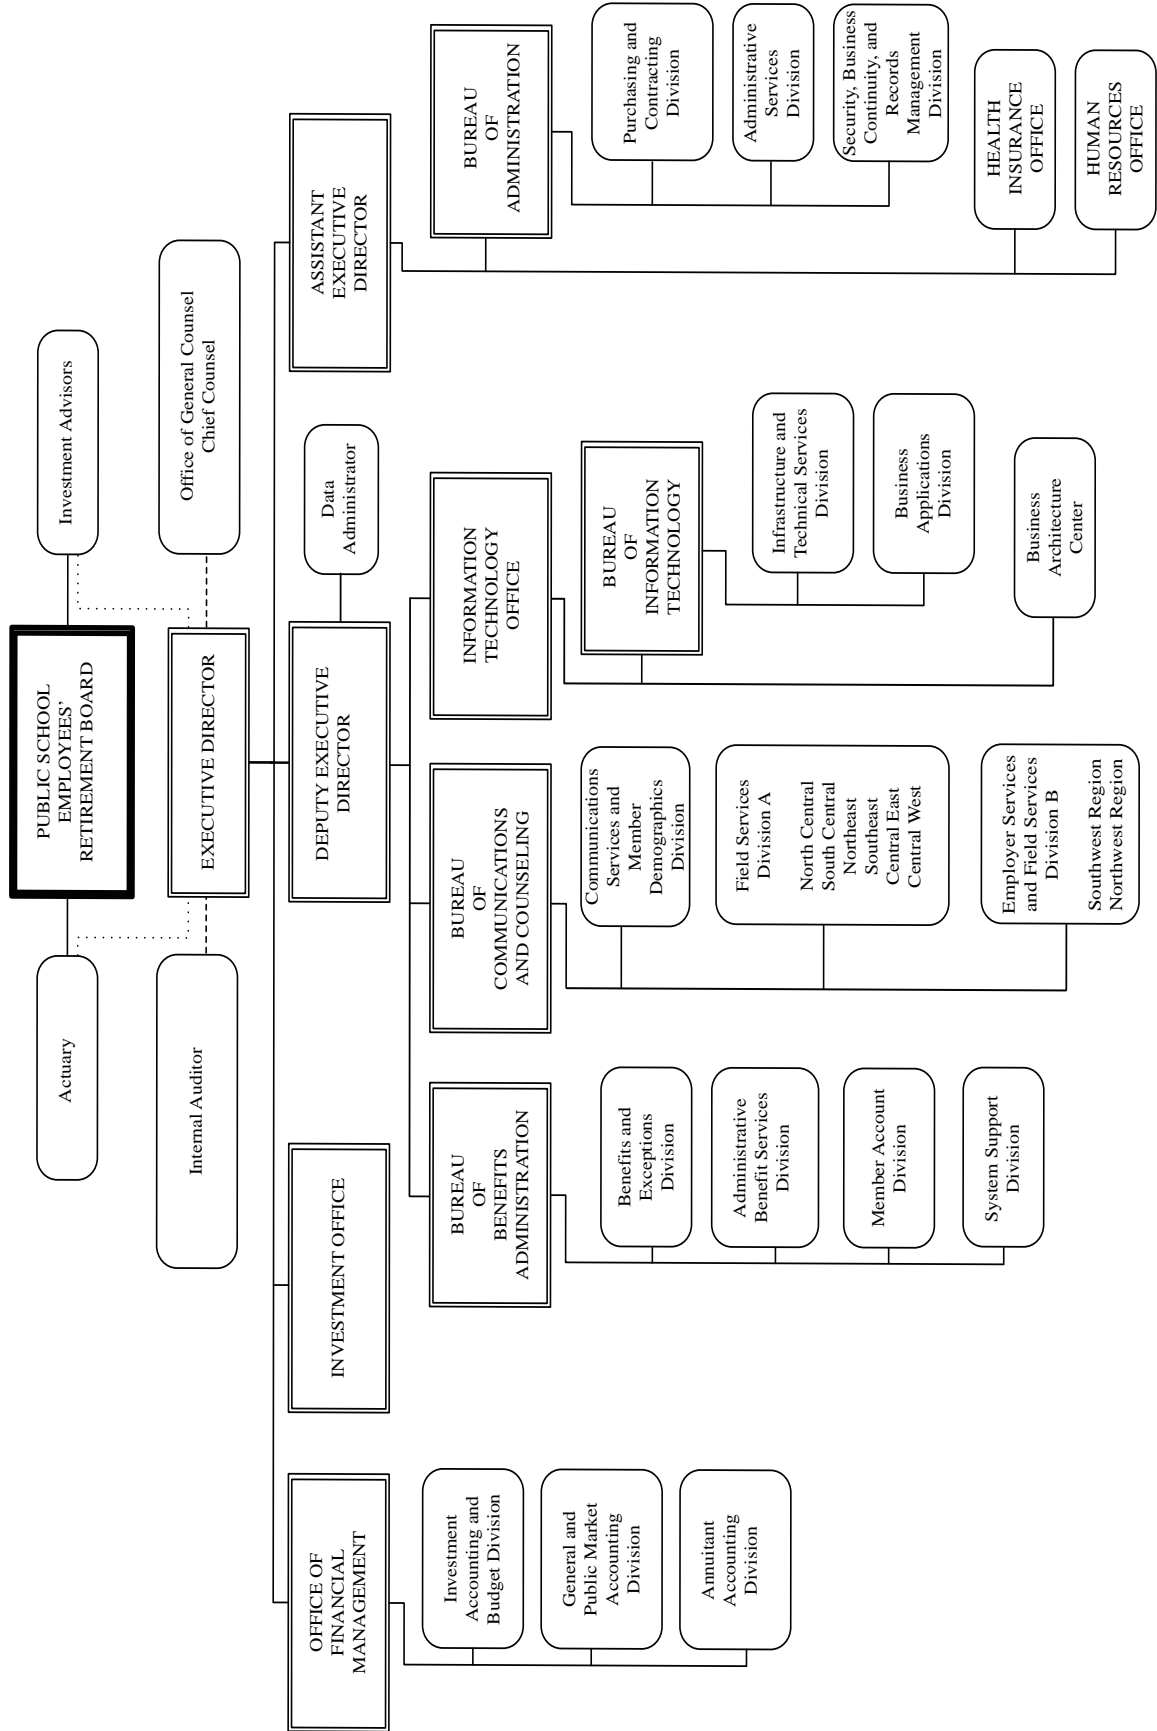 PUBLIC SCHOOL
EMPLOYEES’
RETIREMENT BOARD
Actuary
Investment Advisors
EXECUTIVE DIRECTOR
Internal Auditor
Office of General Counsel
Chief Counsel
OFFICE OF
FINANCIAL
MANAGEMENT
INVESTMENT OFFICE
DEPUTY EXECUTIVE
DIRECTOR
Data
Administrator
ASSISTANT
EXECUTIVE
DIRECTOR
Investment
Accounting and
Budget Division
General and
Public Market
Accounting
Division
Annuitant
Accounting
Division
BUREAU
OF
BENEFITS
ADMINISTRATION
Benefits and
Exceptions
Division
Administrative
Benefit Services
Division
Member Account
Division
System Support
Division
BUREAU
OF
COMMUNICATIONS
AND COUNSELING
Communications
Services and
Member
Demographics
Division
Field Services
Division A
North Central
South Central
Northeast
Southeast
Central East
Central West
Employer Services
and Field Services
Division B
Southwest Region
Northwest Region
INFORMATION
TECHNOLOGY
OFFICE
BUREAU
OF
INFORMATION
TECHNOLOGY
Infrastructure and
Technical Services
Division
Business
Applications
Division
Business
Architecture
Center
BUREAU
OF
ADMINISTRATION
Purchasing and
Contracting
Division
Administrative
Services
Division
Security, Business
Continuity, and
Records
Management
Division
HEALTH
INSURANCE
OFFICE
HUMAN
RESOURCES
OFFICE